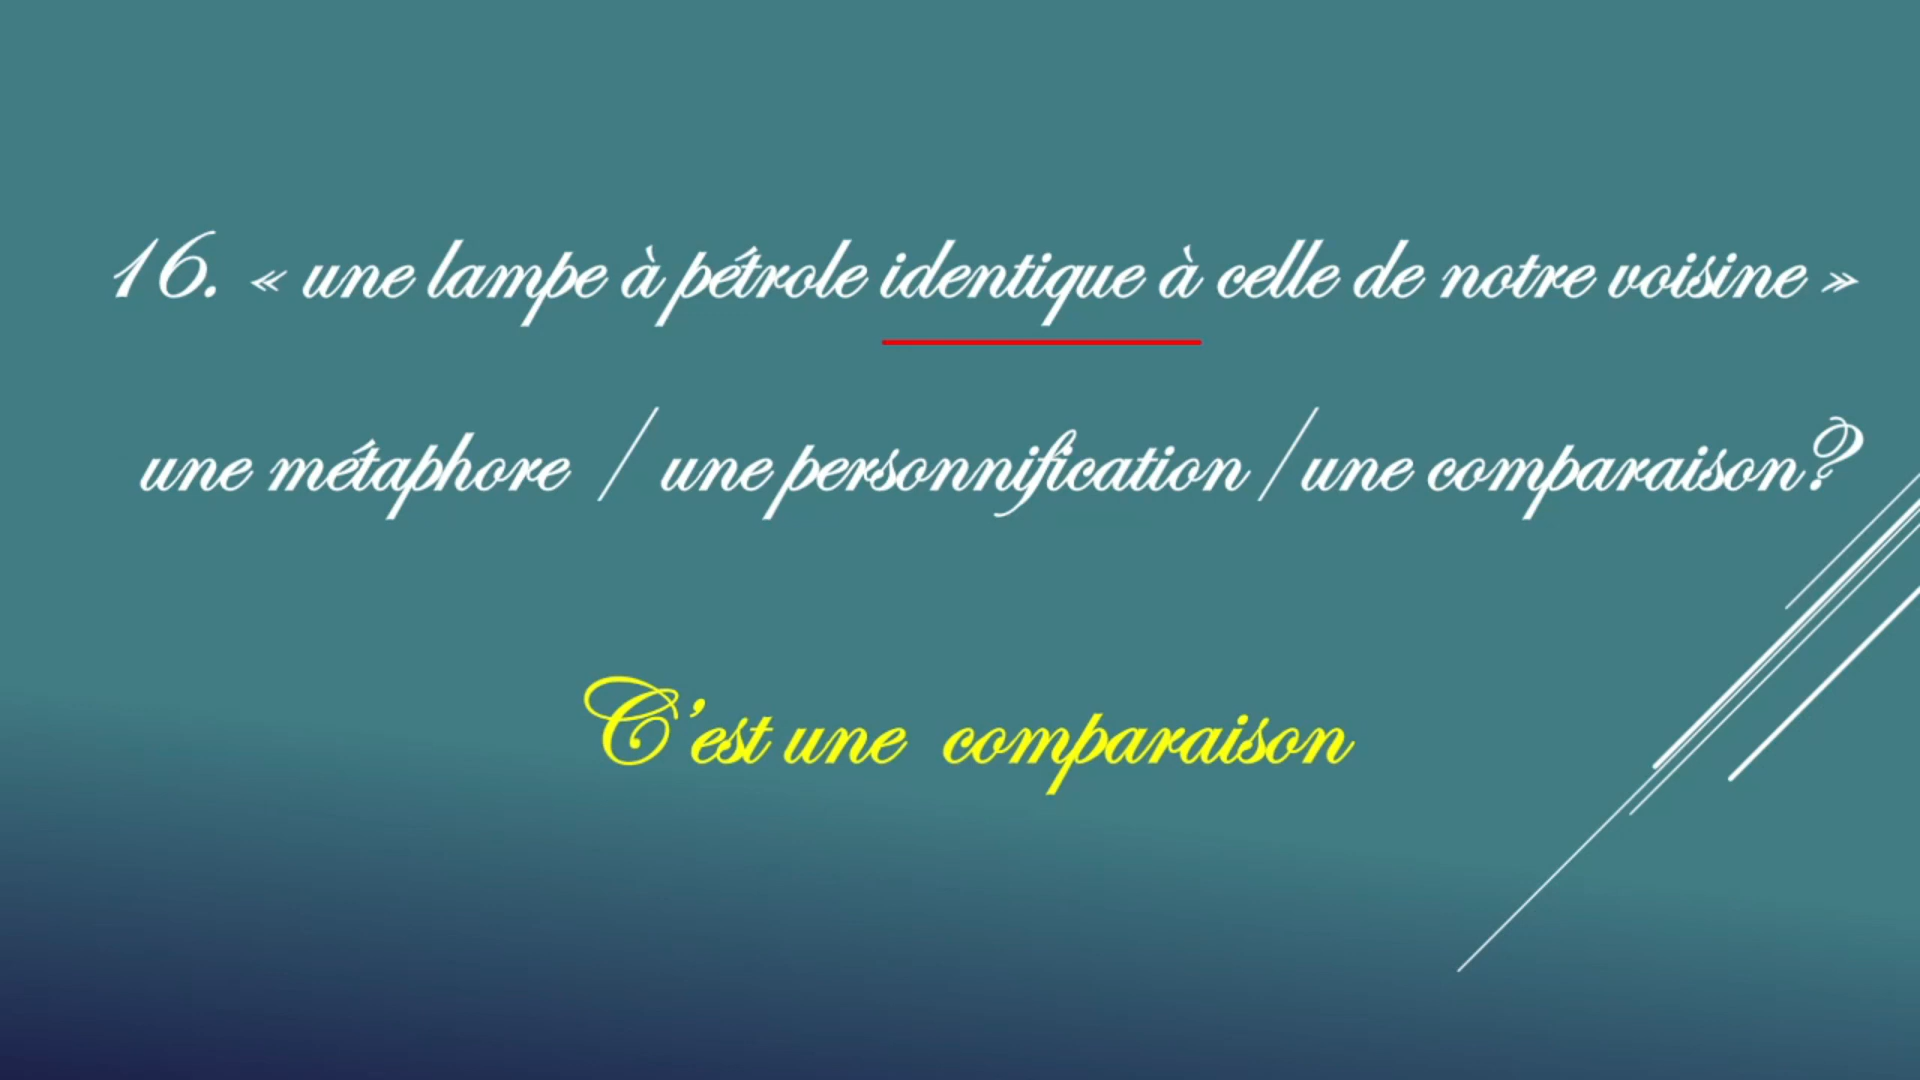 16. « une lampe à pétrole identique à celle de notre voisine »
une métaphore / une personnification / une comparaison?
C'est une comparaison